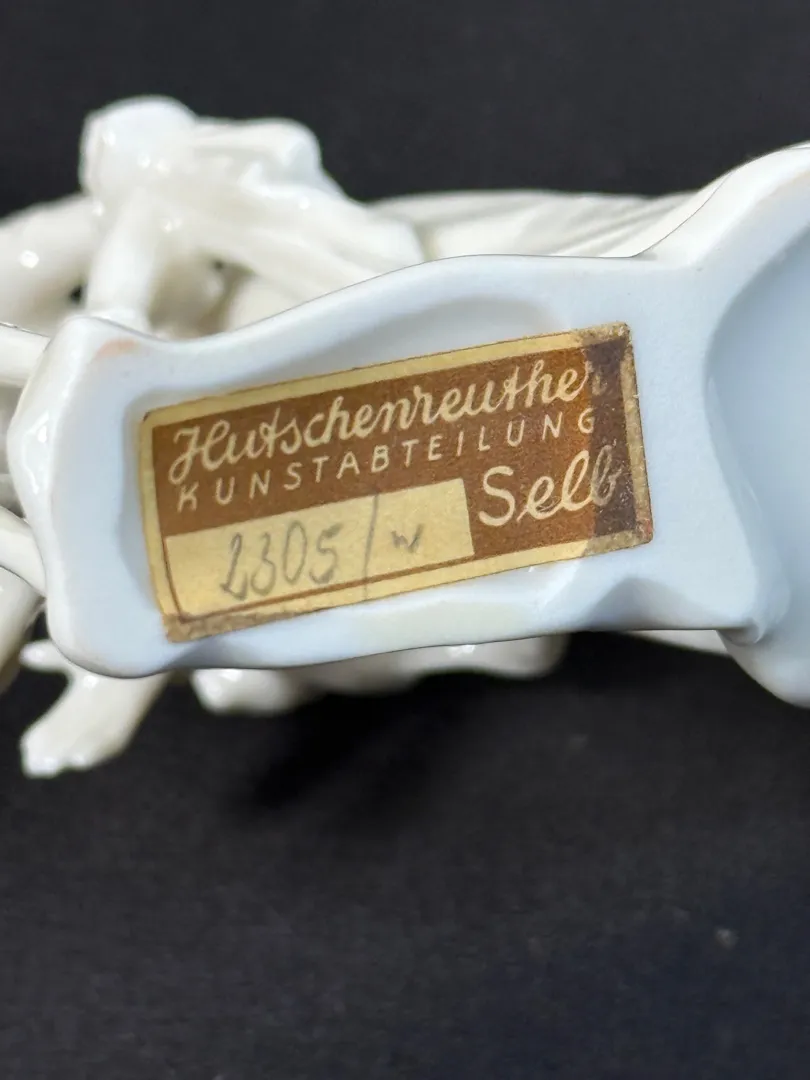 Hutschenreuther
KUNSTABTEILUNG
Selb
2305/w